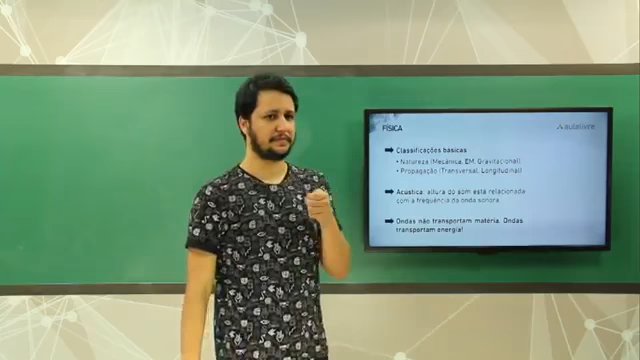 FÍSICA
aulalivre
Classificações básicas
• Natureza (Mecânica, EM, Gravitacional)
• Propagação (Transversal, Longitudinal)
Acústica: altura do som está relacionada
com a frequência da onda sonora.
Ondas não transportam matéria. Ondas
transportam energia!